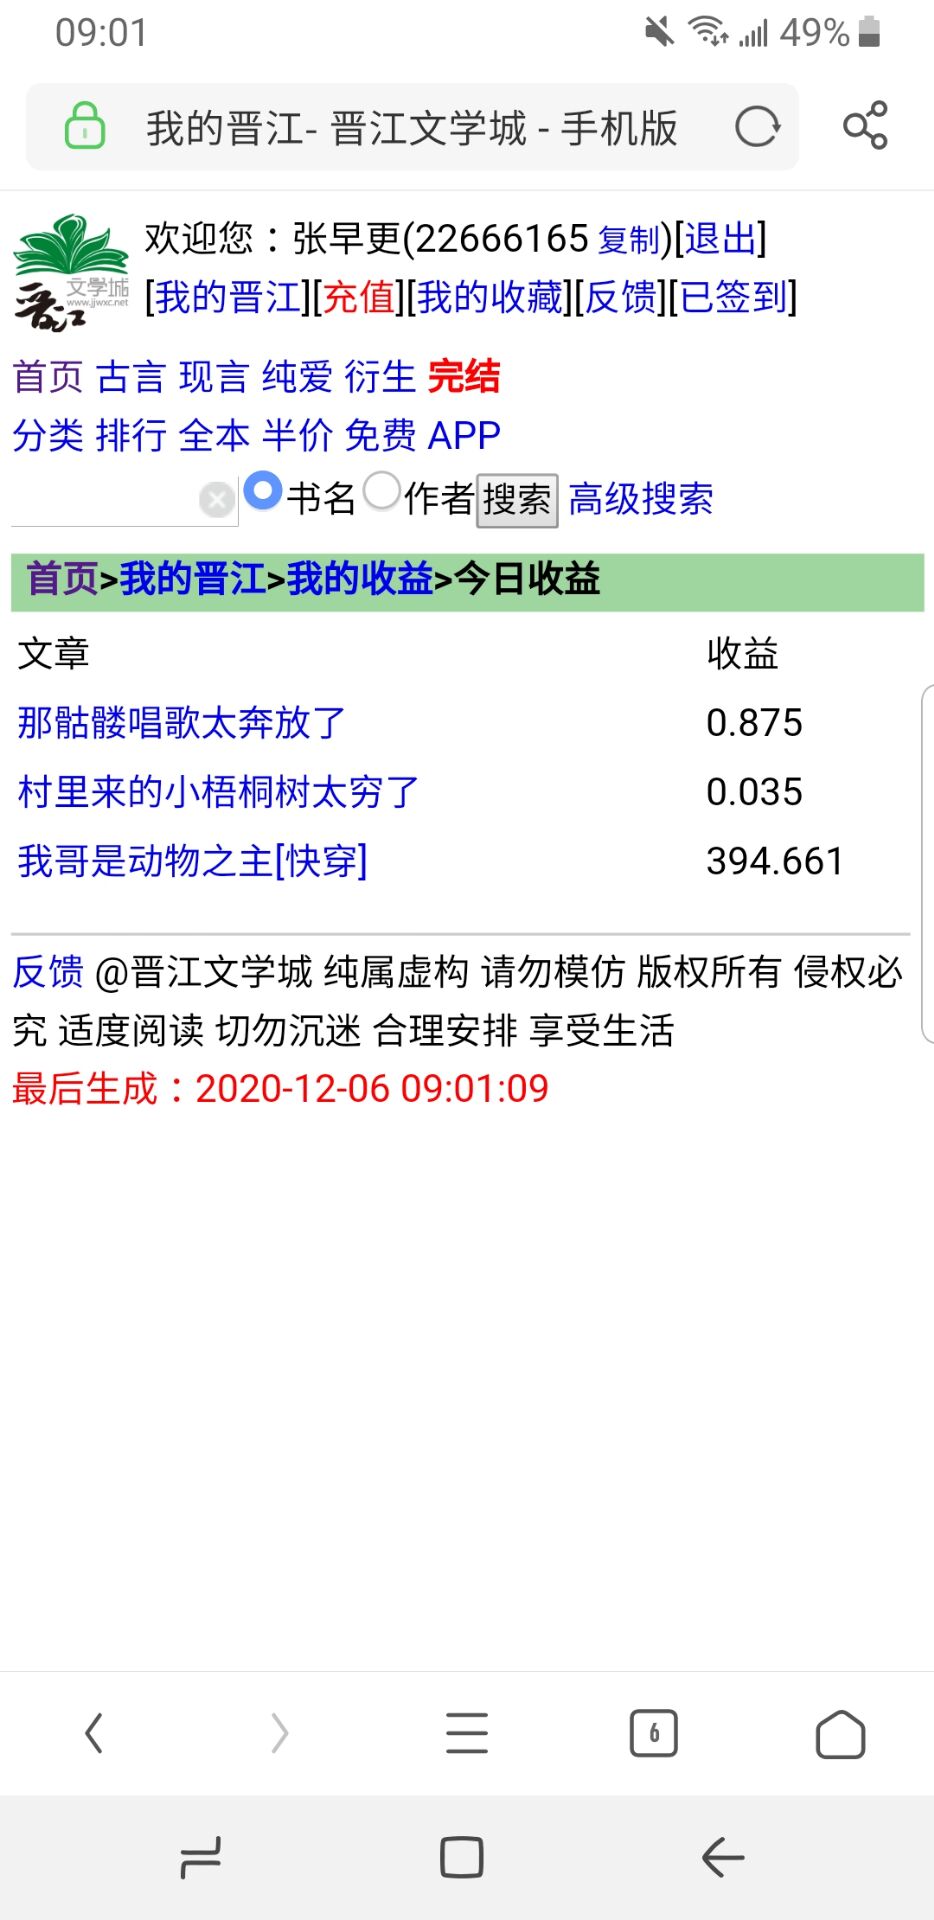 09:01 49%
我的晋江- 晋江文学城 - 手机版
晋江
文學城
www.jjwxc.net
欢迎您：张早更(22666165 复制)[退出]
[我的晋江][充值][我的收藏][反馈][已签到]
首页 古言 现言 纯爱 衍生 完结
分类 排行 全本 半价 免费 APP
书名 作者 搜索 高级搜索
首页>我的晋江>我的收益>今日收益
文章 收益
那骷髅唱歌太奔放了 0.875
村里来的小梧桐树太穷了 0.035
我哥是动物之主[快穿] 394.661
反馈 @晋江文学城 纯属虚构 请勿模仿 版权所有 侵权必
究 适度阅读 切勿沉迷 合理安排 享受生活
最后生成：2020-12-06 09:01:09
6